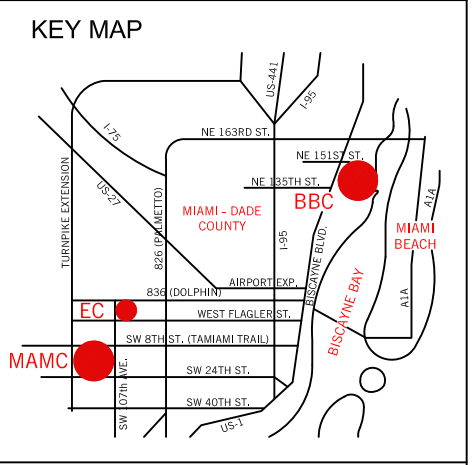 KEY MAP
US-441
I-95
I-75
US-27
NE 163RD ST.
NE 151ST ST.
NE 135TH ST.
BBC
TURNPIKE EXTENSION
826 (PALMETTO)
MIAMI - DADE
COUNTY
I-95
BISCAYNE BLVD.
A1A
MIAMI
BEACH
AIRPORT EXP.
836 (DOLPHIN)
BISCAYNE BAY
A1A
EC
WEST FLAGLER ST.
SW 8TH ST. (TAMIAMI TRAIL)
MAMC
SW 24TH ST.
SW 107th AVE.
SW 40TH ST.
US-1